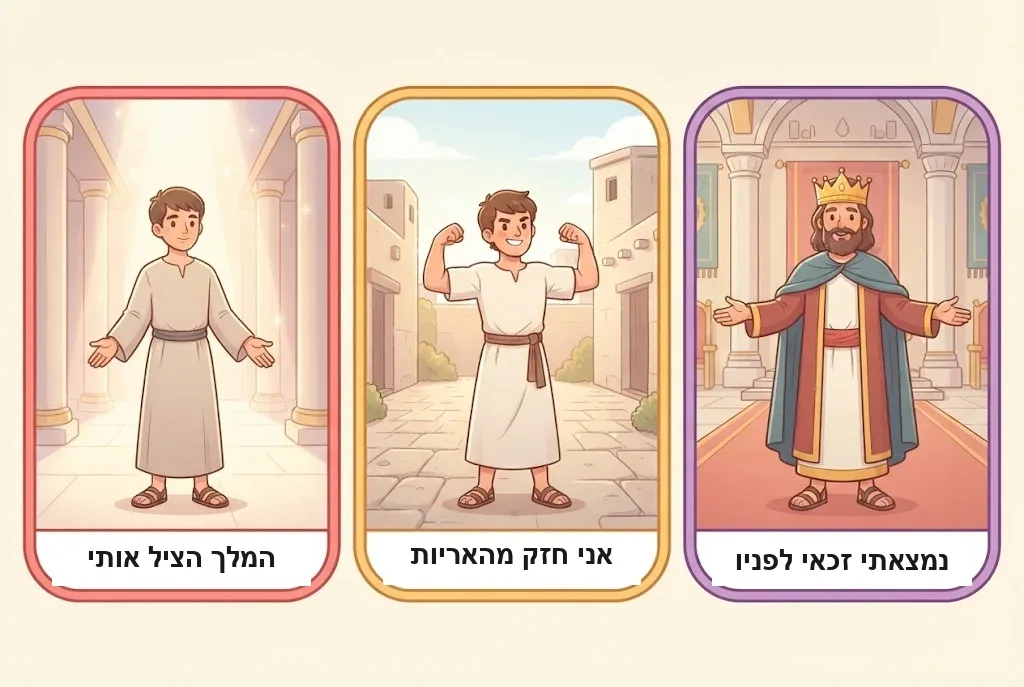 נמצאתי זכאי לפניו
אני חזק מהאריות
המלך הציל אותי